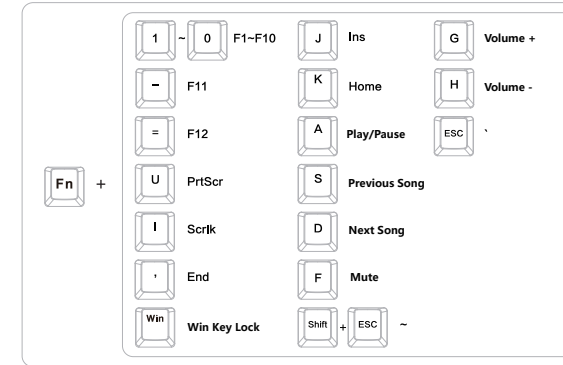 1 ~ 0 F1~F10 J Ins G Volume +
- F11 K Home H Volume -
= F12 A Play/Pause ESC `
Fn + U PrtScr S Previous Song
I Scrlk D Next Song
, End F Mute
Win Win Key Lock Shift + ESC ~